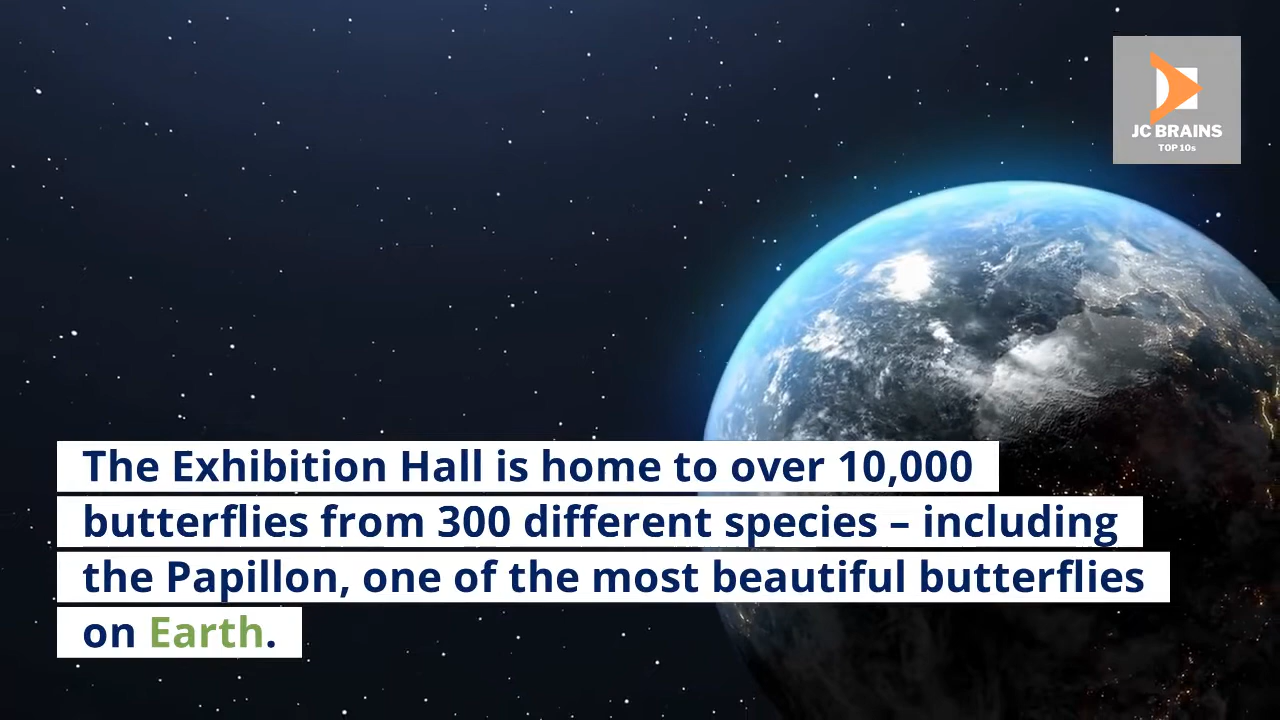 JC BRAINS
TOP 10s
The Exhibition Hall is home to over 10,000
butterflies from 300 different species – including
the Papillon, one of the most beautiful butterflies
on Earth.